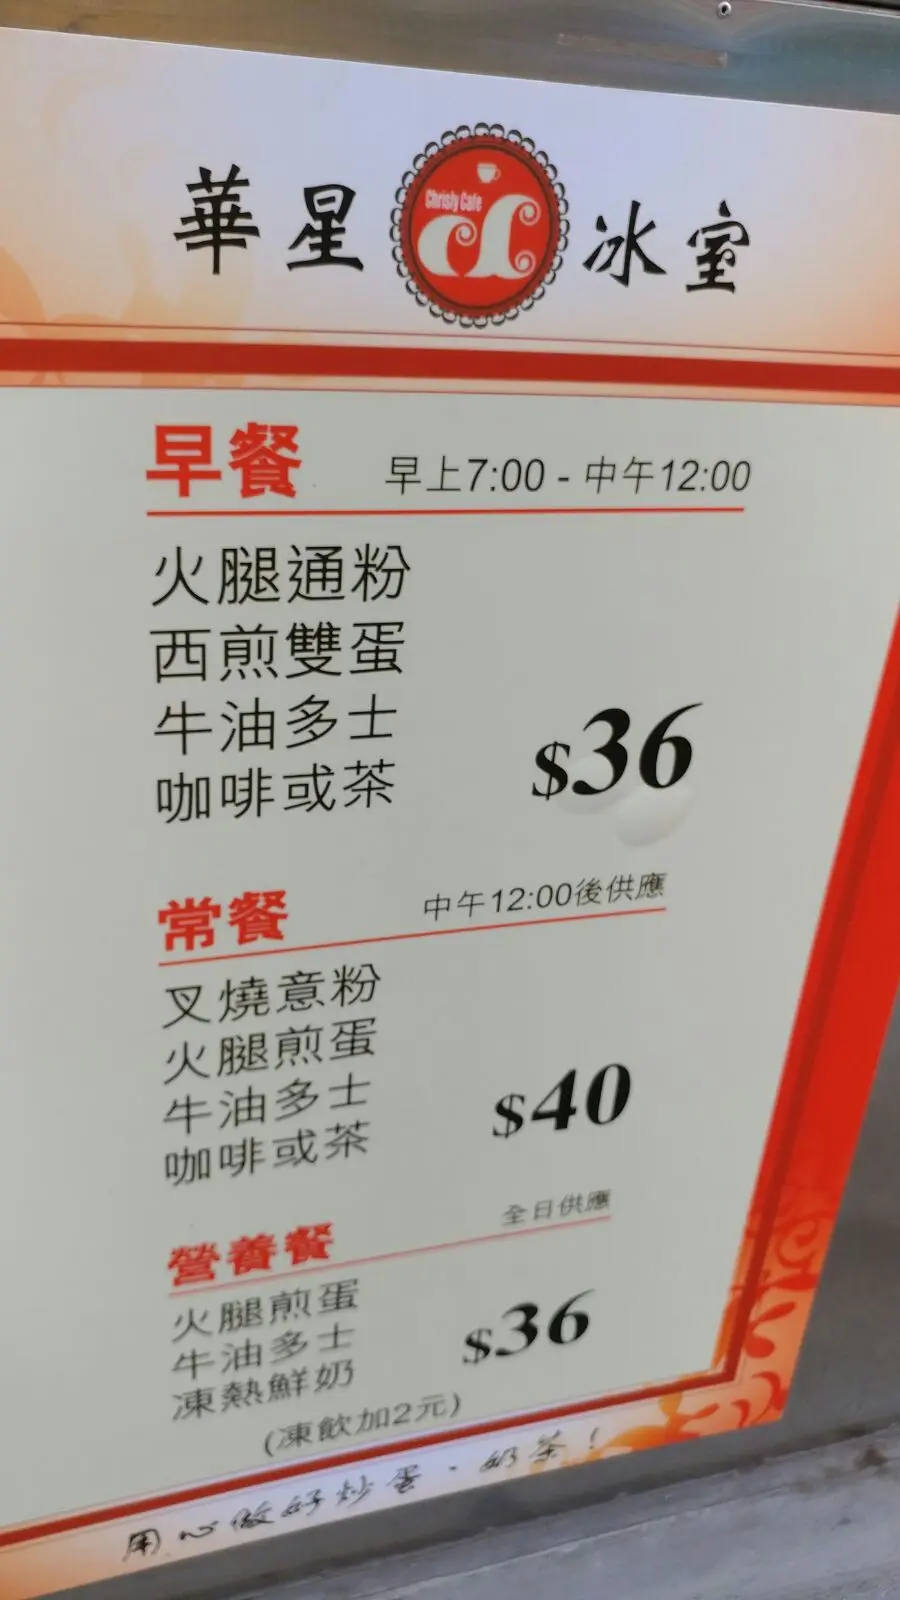 華星 Chrisly Cafe 冰室
早餐 早上7:00 - 中午12:00
火腿通粉
西煎雙蛋
牛油多士
咖啡或茶
$36
常餐 中午12:00後供應
叉燒意粉
火腿煎蛋
牛油多士
咖啡或茶
$40
營養餐 全日供應
火腿煎蛋
牛油多士
凍熱鮮奶
$36
(凍飲加2元)
用心做好炒蛋、奶茶!